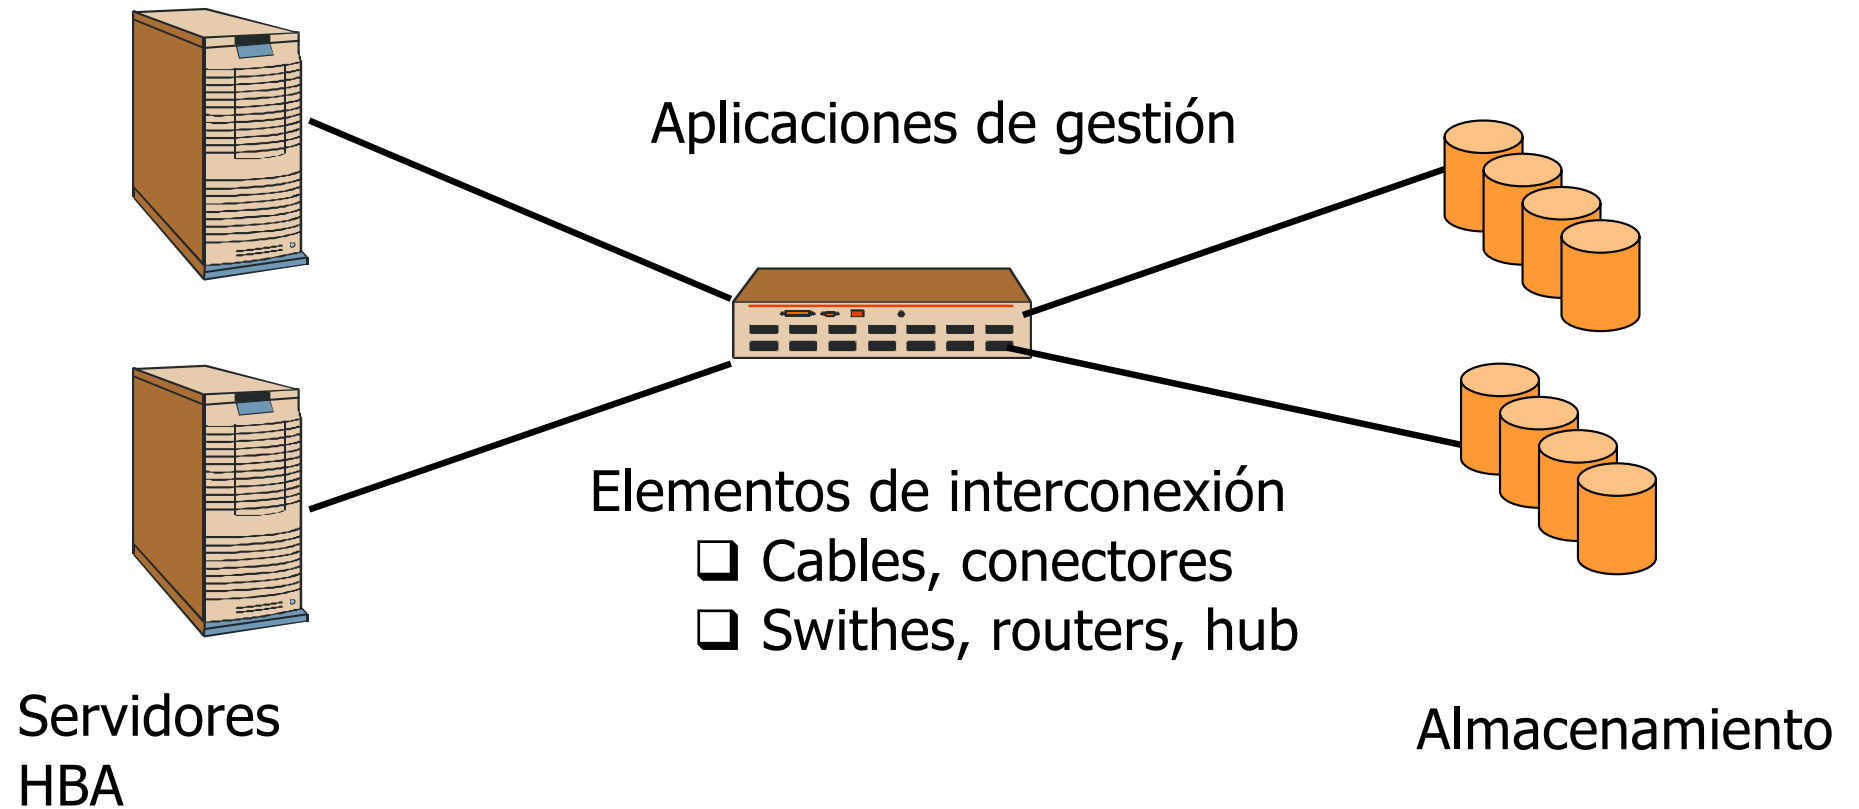 Aplicaciones de gestión
Elementos de interconexión
❑ Cables, conectores
❑ Swithes, routers, hub
Servidores
HBA
Almacenamiento